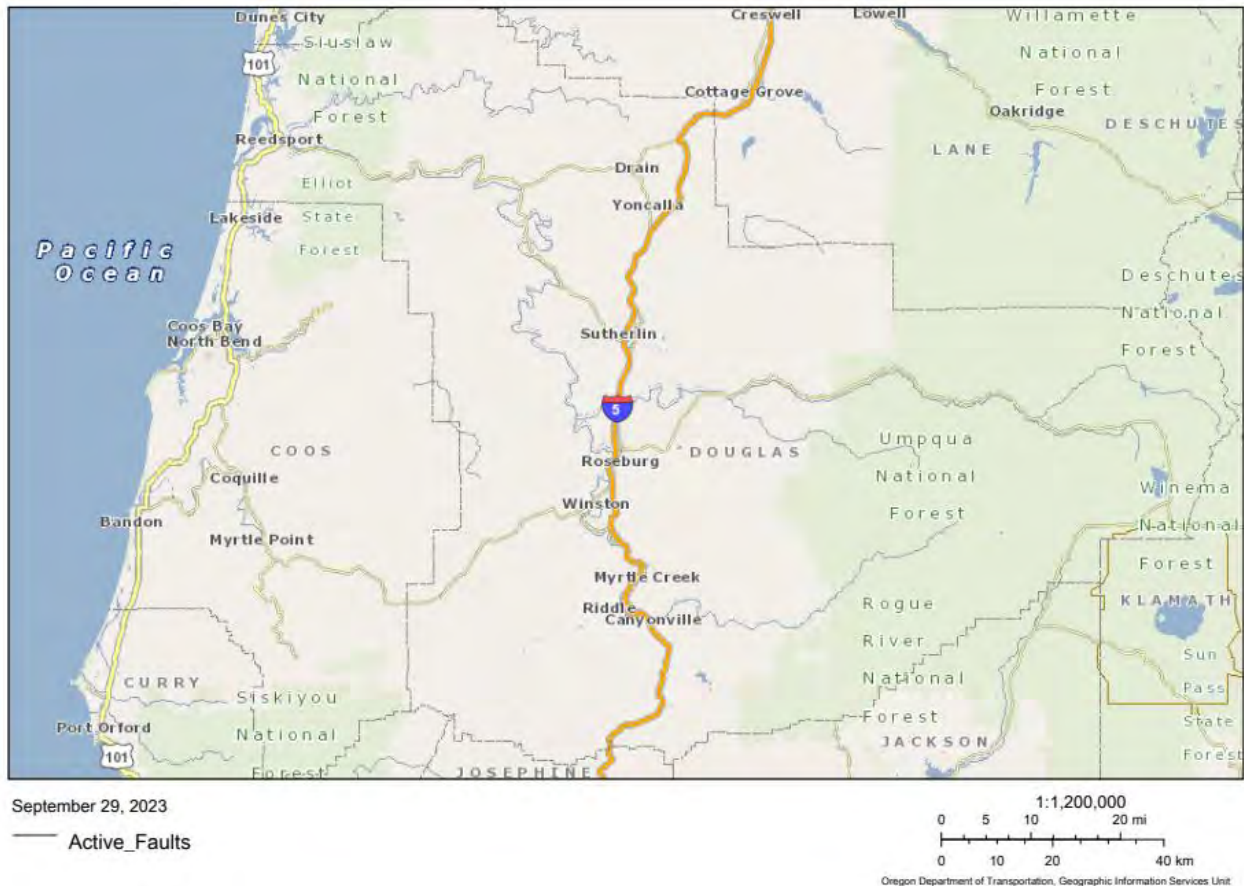 Dunes City
Creswell
Lowell
Willamette
National
Forest
Siuslaw
National
Forest
101
Cottage Grove
Oakridge
DESCHUTES
LANE
Reedsport
Drain
Elliot
State
Forest
Yoncalla
Lakeside
Pacific
Ocean
Deschutes
National
Forest
Coos Bay
North Bend
Sutherlin
5
COOS
Roseburg
DOUGLAS
Umpqua
National
Forest
Coquille
Winston
Winema
National
Forest
Bandon
Myrtle Point
Myrtle Creek
Riddle
Canyonville
Rogue
River
National
Forest
KLAMATH
Sun
Pass
State
Forest
CURRY
Siskiyou
National
Forest
Port Orford
101
JACKSON
JOSEPHINE
September 29, 2023
Active_Faults
1:1,200,000
0 5 10 20 mi
0 10 20 40 km
Oregon Department of Transportation, Geographic Information Services Unit